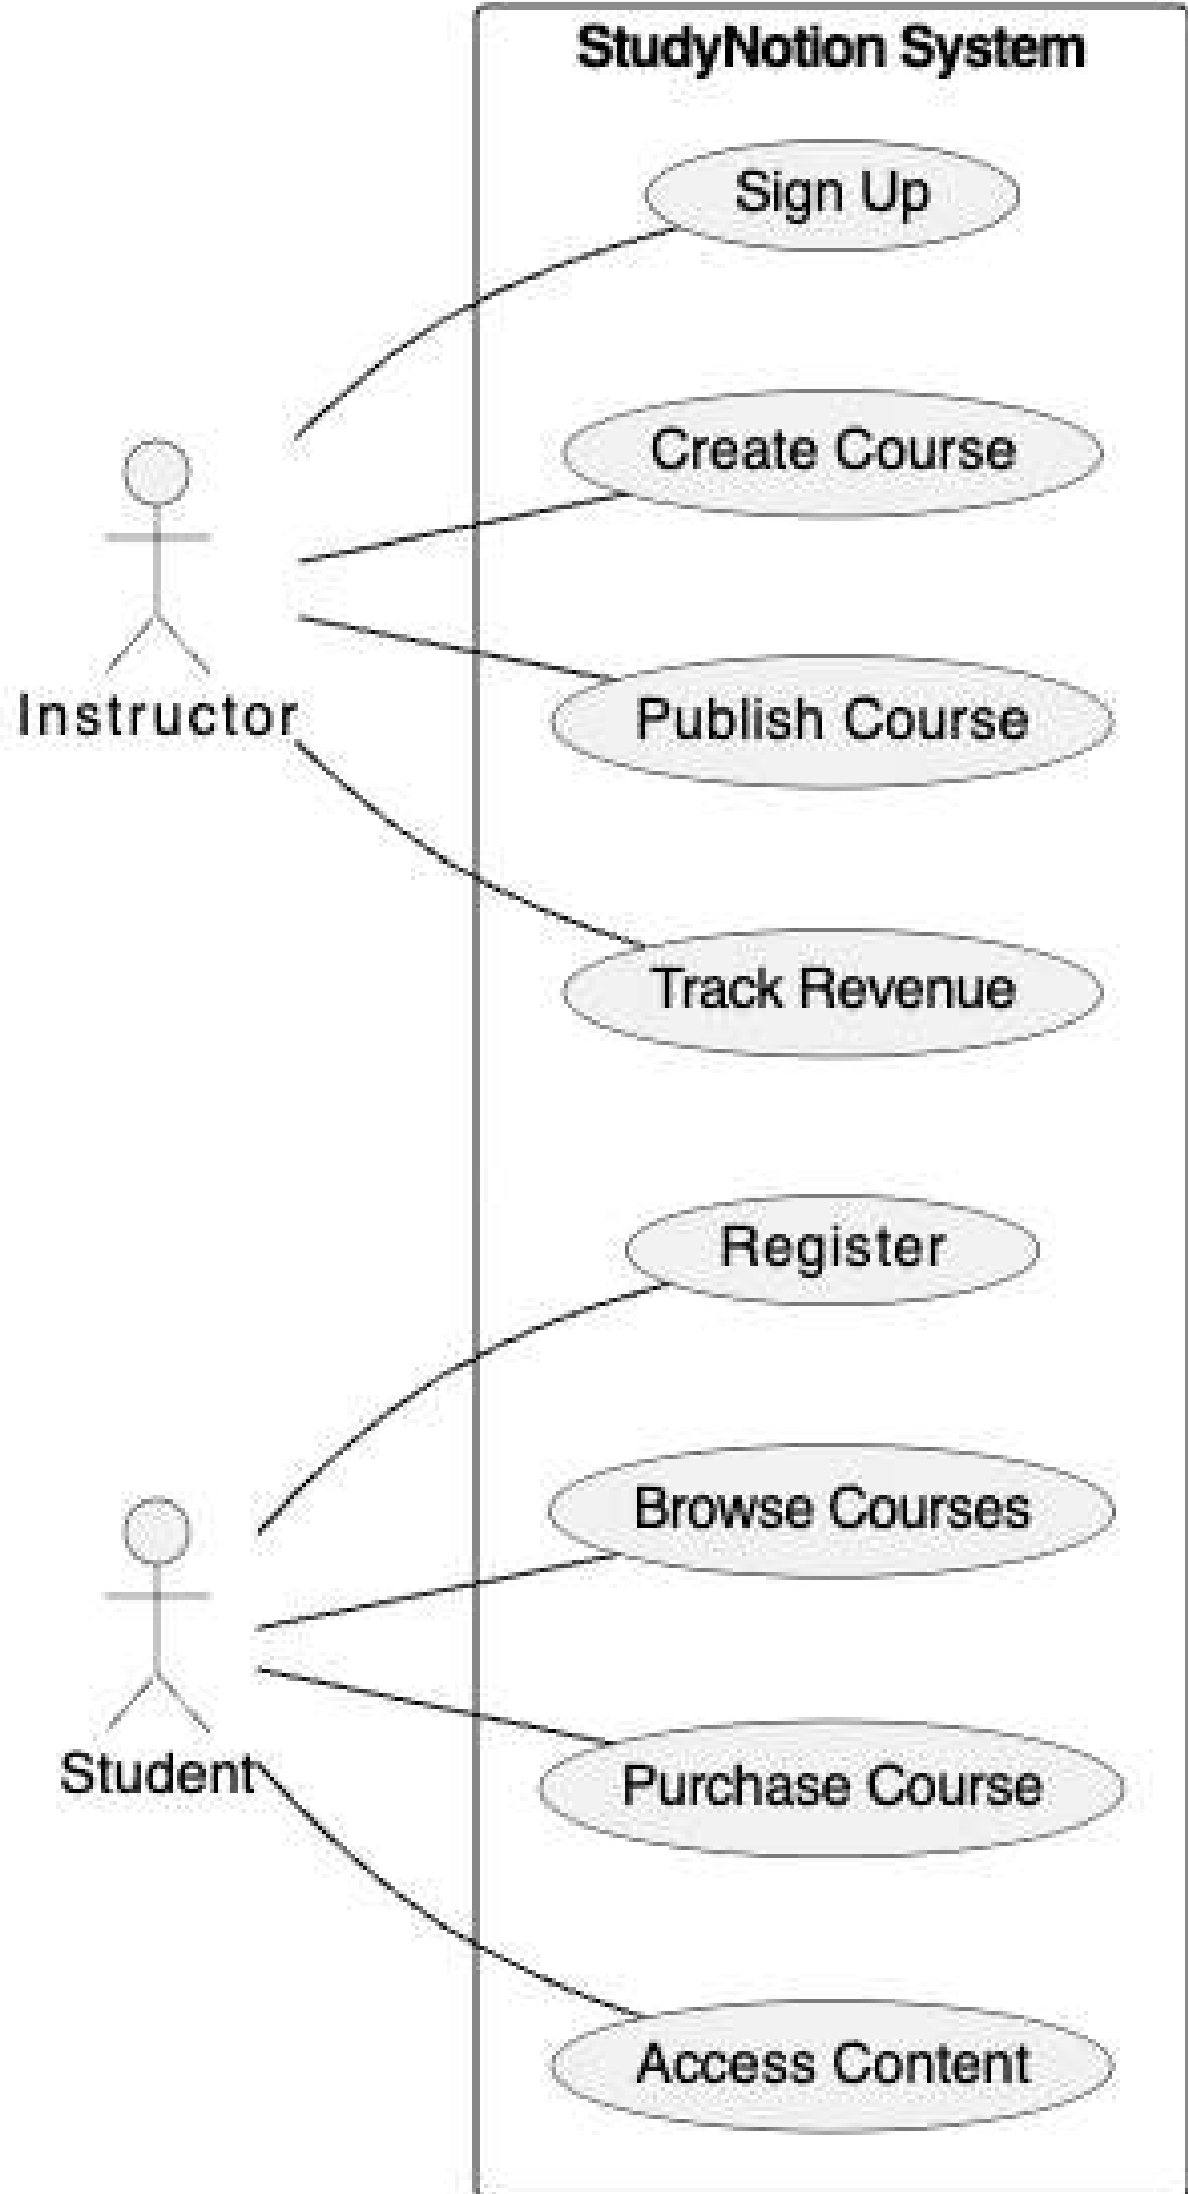 StudyNotion System
Sign Up
Create Course
Publish Course
Instructor
Track Revenue
Register
Browse Courses
Purchase Course
Student
Access Content